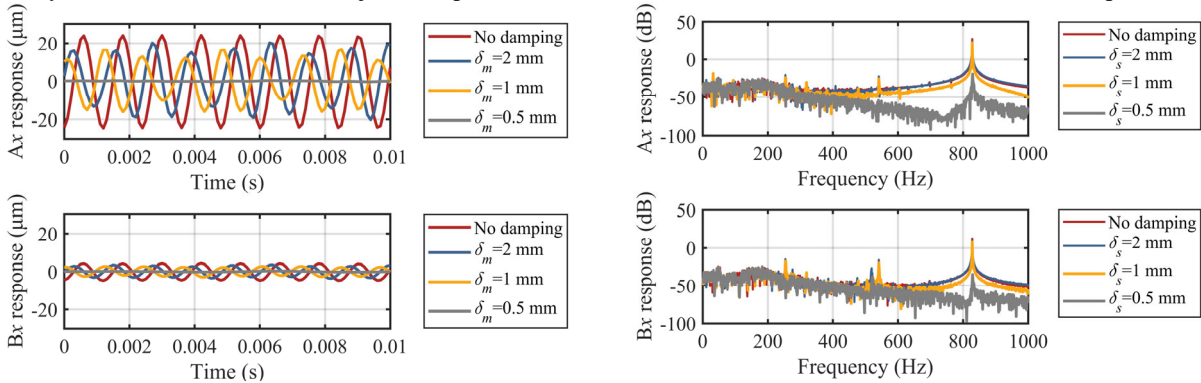 Ax response (μm)
20
0
-20
0 0.002 0.004 0.006 0.008 0.01
Time (s)
No damping
δm=2 mm
δm=1 mm
δm=0.5 mm
Ax response (dB)
50
0
-50
-100
0 200 400 600 800 1000
Frequency (Hz)
No damping
δs=2 mm
δs=1 mm
δs=0.5 mm
Bx response (μm)
20
0
-20
0 0.002 0.004 0.006 0.008 0.01
Time (s)
No damping
δm=2 mm
δm=1 mm
δm=0.5 mm
Bx response (dB)
50
0
-50
-100
0 200 400 600 800 1000
Frequency (Hz)
No damping
δs=2 mm
δs=1 mm
δs=0.5 mm